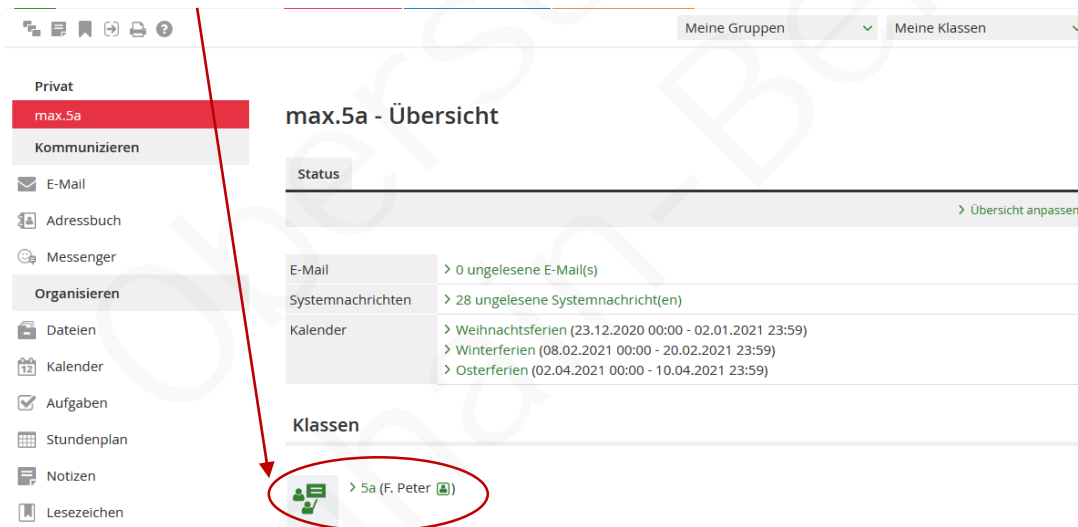 Meine Gruppen
Meine Klassen
Privat
max.5a
Kommunizieren
E-Mail
Adressbuch
Messenger
Organisieren
Dateien
12 Kalender
Aufgaben
Stundenplan
Notizen
Lesezeichen
max.5a - Übersicht
Status
Übersicht anpassen
E-Mail 0 ungelesene E-Mail(s)
Systemnachrichten 28 ungelesene Systemnachricht(en)
Kalender Weihnachtsferien (23.12.2020 00:00 - 02.01.2021 23:59)
Winterferien (08.02.2021 00:00 - 20.02.2021 23:59)
Osterferien (02.04.2021 00:00 - 10.04.2021 23:59)
Klassen
5a (F. Peter)